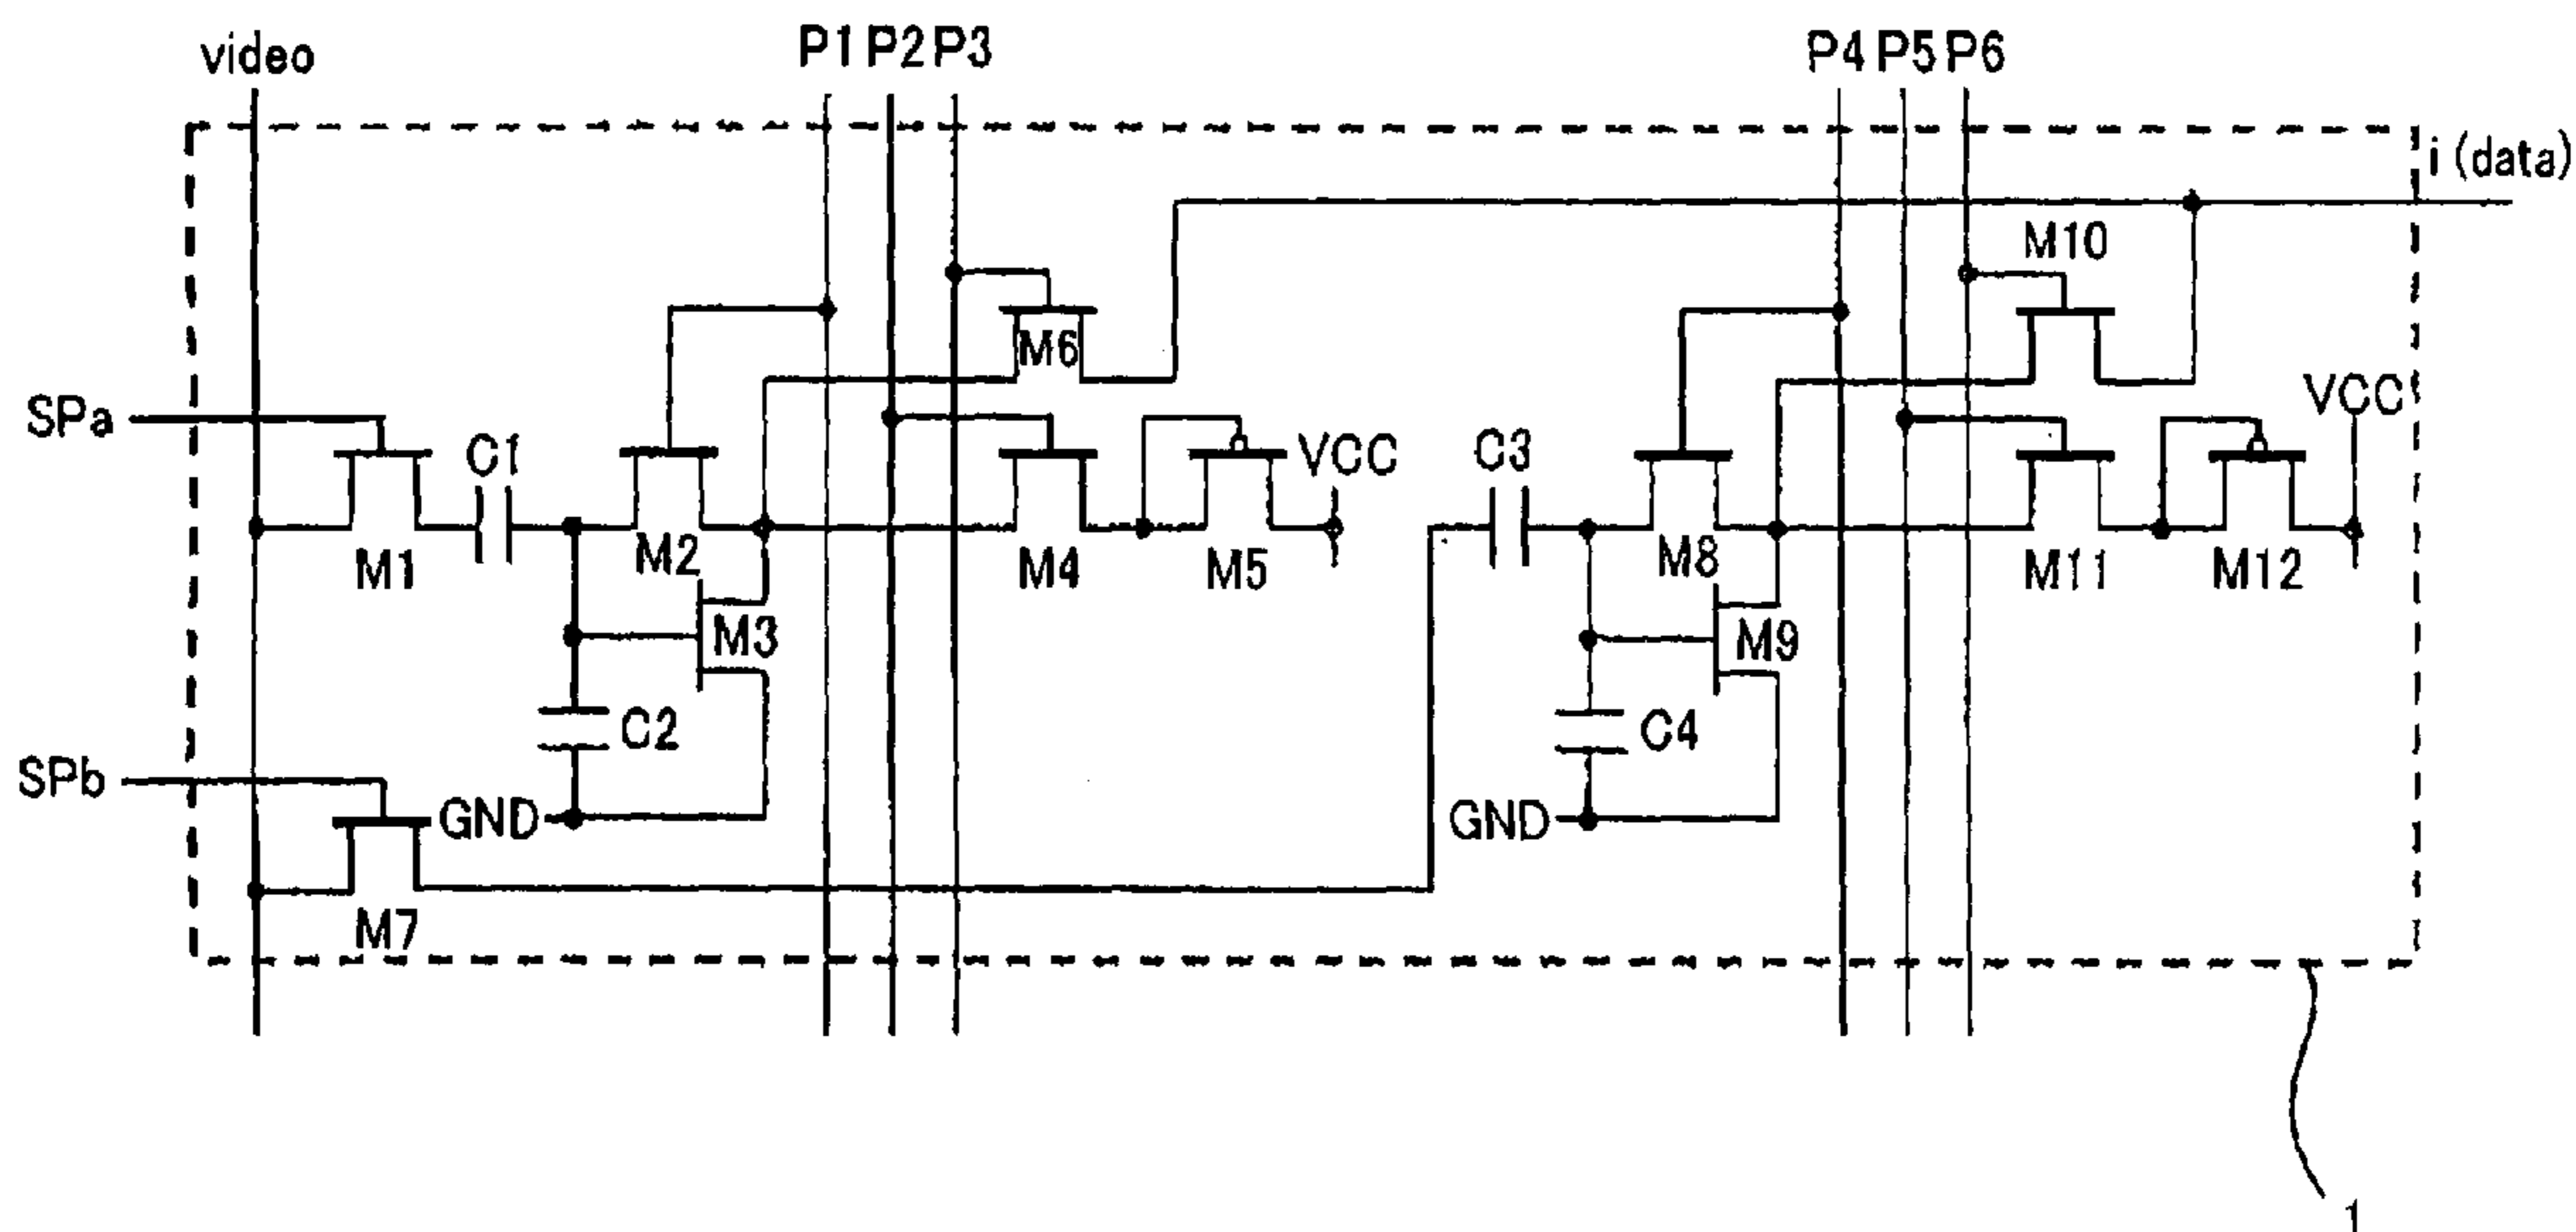 video P1 P2 P3 P4 P5 P6
i (data)
M10
M6
SPa C1 VCC C3 VCC
M1 M2 M4 M5 M8 M11 M12
M3 M9
C2 C4
SPb GND GND
M7
1